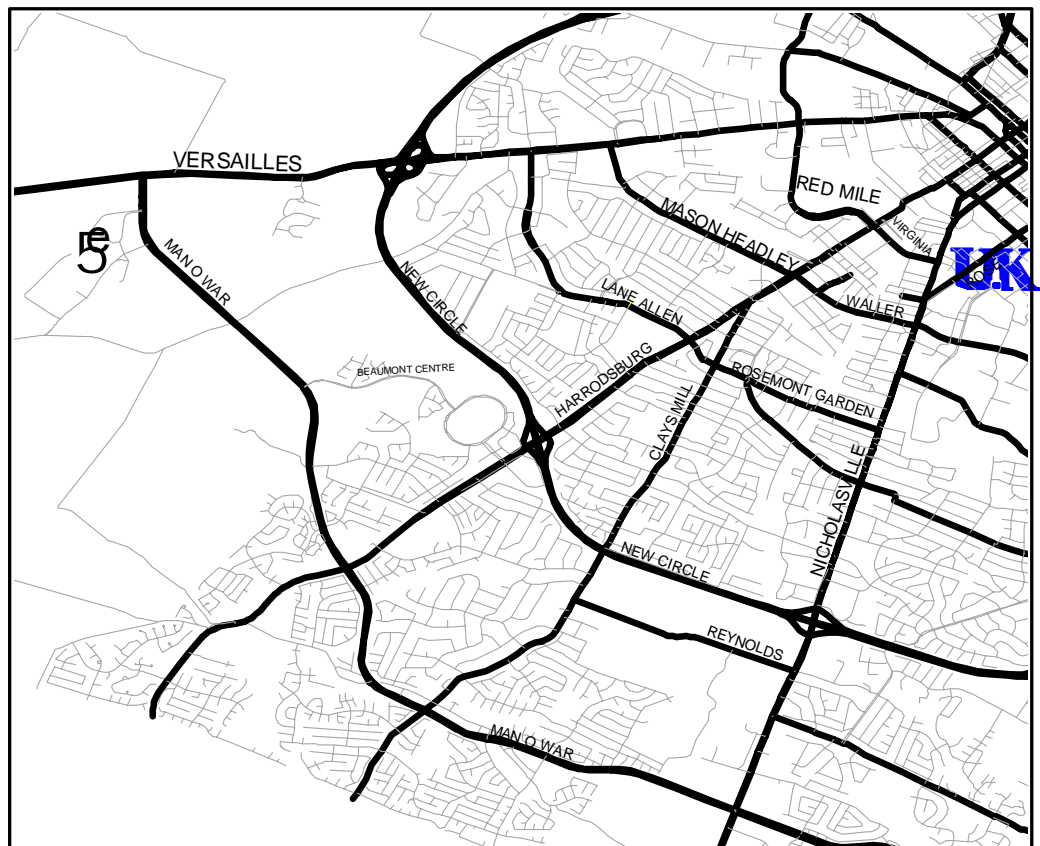 VERSAILLES
RED MILE
MASON HEADLEY
VIRGINIA
UK
MAN O WAR
NEW CIRCLE
LANE ALLEN
WALLER
BEAUMONT CENTRE
HARRODSBURG
ROSEMONT GARDEN
CLAYS MILL
NICHOLASVILLE
NEW CIRCLE
REYNOLDS
MAN O WAR